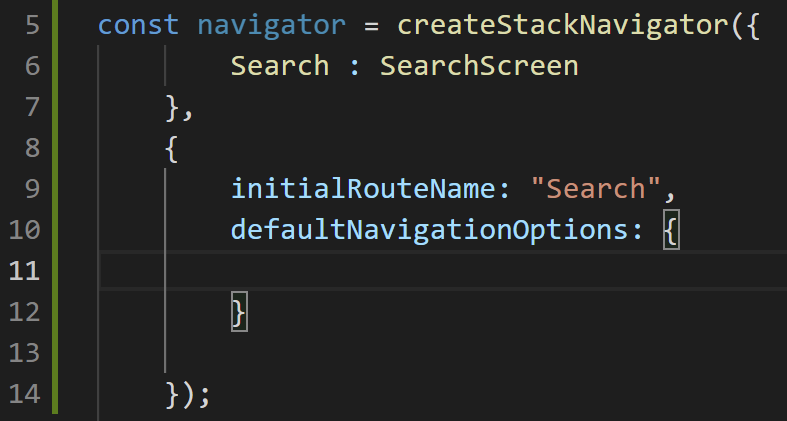 5 const navigator = createStackNavigator({
6 Search : SearchScreen
7 },
8 {
9 initialRouteName: "Search",
10 defaultNavigationOptions: {
11
12 }
13
14 });